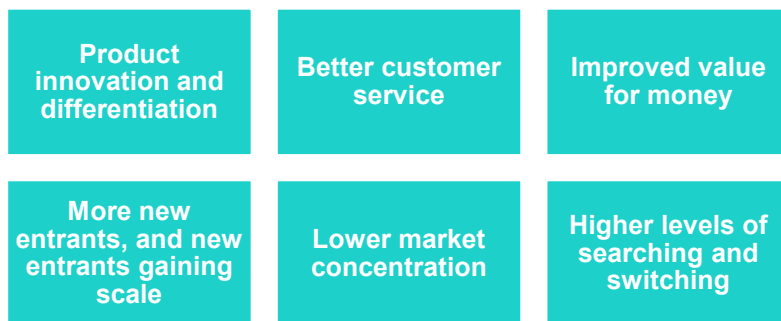 Product
innovation and
differentiation
Better customer
service
Improved value
for money
More new
entrants, and new
entrants gaining
scale
Lower market
concentration
Higher levels of
searching and
switching